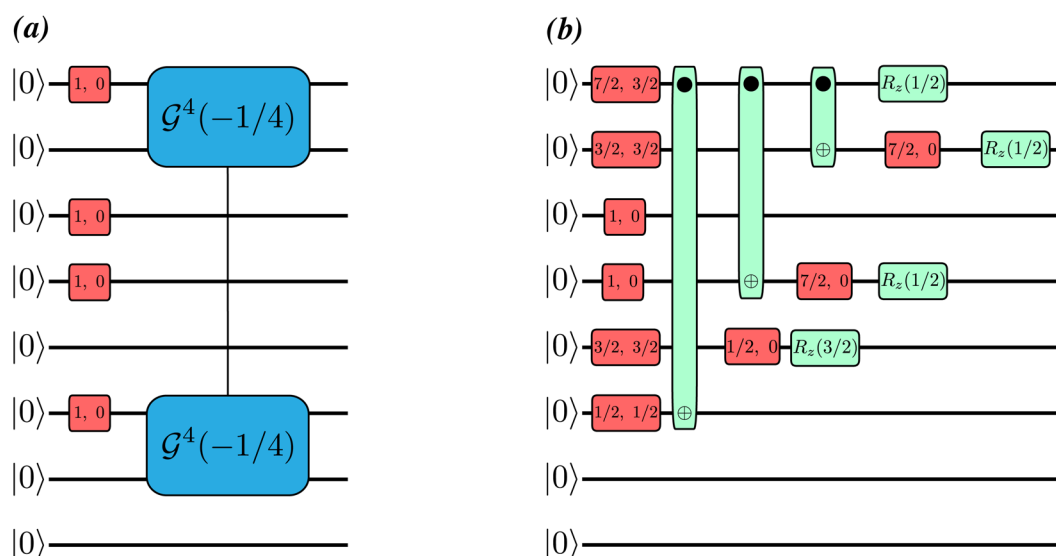 (a) (b)
|0⟩ 1, 0 𝒢⁴(−1/4) |0⟩ 7/2, 3/2 R_z(1/2)
|0⟩ |0⟩ 3/2, 3/2 7/2, 0 R_z(1/2)
|0⟩ 1, 0 |0⟩ 1, 0
|0⟩ 1, 0 |0⟩ 1, 0 7/2, 0 R_z(1/2)
|0⟩ |0⟩ 3/2, 3/2 1/2, 0 R_z(3/2)
|0⟩ 1, 0 𝒢⁴(−1/4) |0⟩ 1/2, 1/2
|0⟩ |0⟩
|0⟩ |0⟩